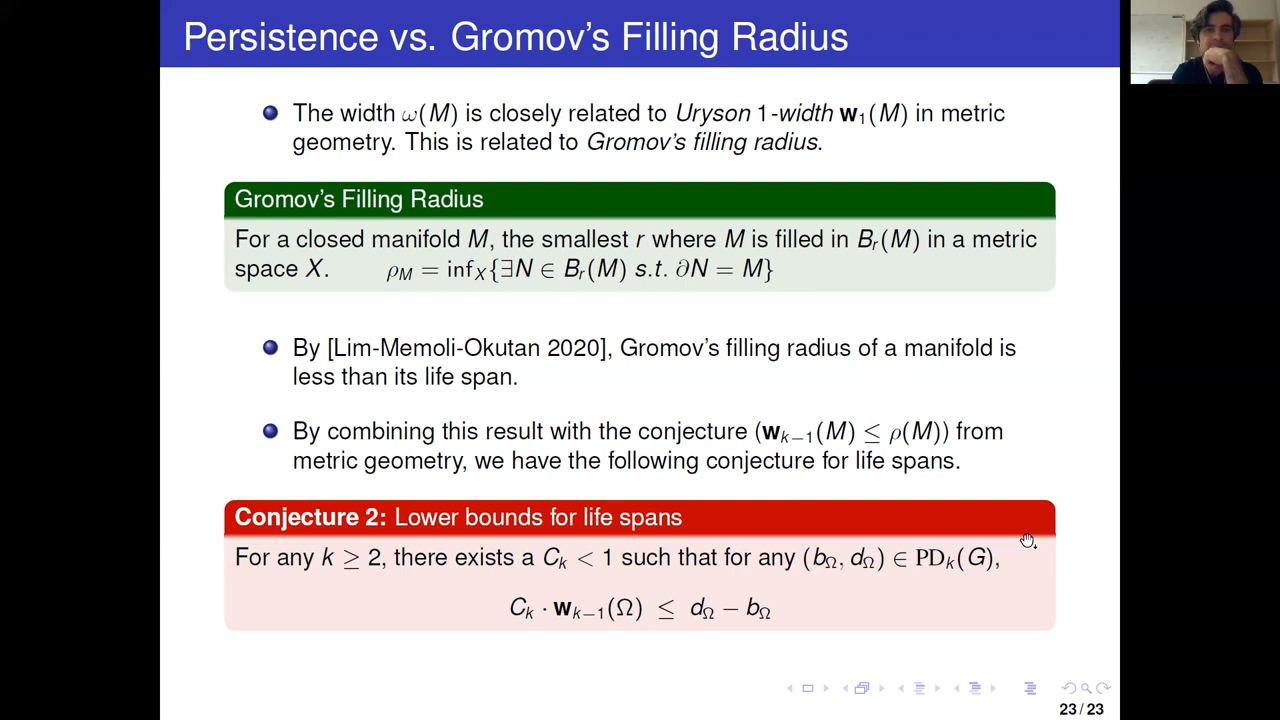 Persistence vs. Gromov's Filling Radius
The width ω(M) is closely related to Uryson 1-width w₁(M) in metric
geometry. This is related to Gromov's filling radius.
Gromov's Filling Radius
For a closed manifold M, the smallest r where M is filled in Bᵣ(M) in a metric
space X. ρ_M = inf_X{∃N ∈ Bᵣ(M) s.t. ∂N = M}
By [Lim-Memoli-Okutan 2020], Gromov's filling radius of a manifold is
less than its life span.
By combining this result with the conjecture (w_{k−1}(M) ≤ ρ(M)) from
metric geometry, we have the following conjecture for life spans.
Conjecture 2: Lower bounds for life spans
For any k ≥ 2, there exists a C_k < 1 such that for any (b_Ω, d_Ω) ∈ PD_k(G),
C_k · w_{k−1}(Ω) ≤ d_Ω − b_Ω
23/23